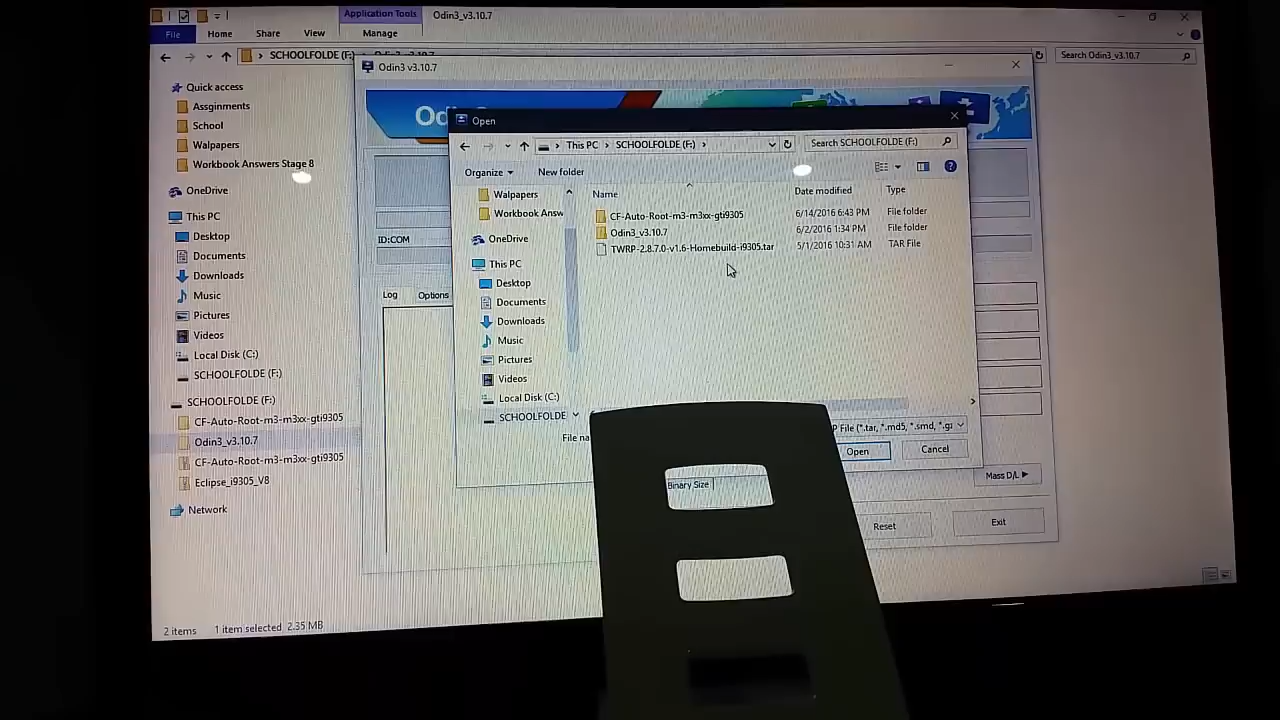 Application Tools
Odin3_v3.10.7
File
Home
Share
View
Manage
SCHOOLFOLDE (F:)
Odin3_v3.10.7
Search Odin3_v3.10.7
Quick access
Assginments
School
Wallpapers
Workbook Answers Stage 8
OneDrive
This PC
Desktop
Documents
Downloads
Music
Pictures
Videos
Local Disk (C:)
SCHOOLFOLDE (F:)
SCHOOLFOLDE (F:)
CF-Auto-Root-m3-m3xx-gti9305
Odin3_v3.10.7
CF-Auto-Root-m3-m3xx-gti9305
Eclipse_i9305_V8
Network
2 items
1 item selected 2.35 MB
Odin3 v3.10.7
Od
ID:COM
Log
Options
Open
This PC
SCHOOLFOLDE (F:)
Search SCHOOLFOLDE (F:)
Organize
New folder
Walpapers
Workbook Answ
OneDrive
This PC
Desktop
Documents
Downloads
Music
Pictures
Videos
Local Disk (C:)
SCHOOLFOLDE
Name
Date modified
Type
CF-Auto-Root-m3-m3xx-gti9305
6/14/2016 6:43 PM
File folder
Odin3_v3.10.7
6/2/2016 1:34 PM
File folder
TWRP-2.8.7.0-v1.6-Homebuild-i9305.tar
5/1/2016 10:31 AM
TAR File
File na
P File (*.tar, *.md5, *.smd, *.gz
Open
Cancel
Binary Size
Mass D/L
Reset
Exit